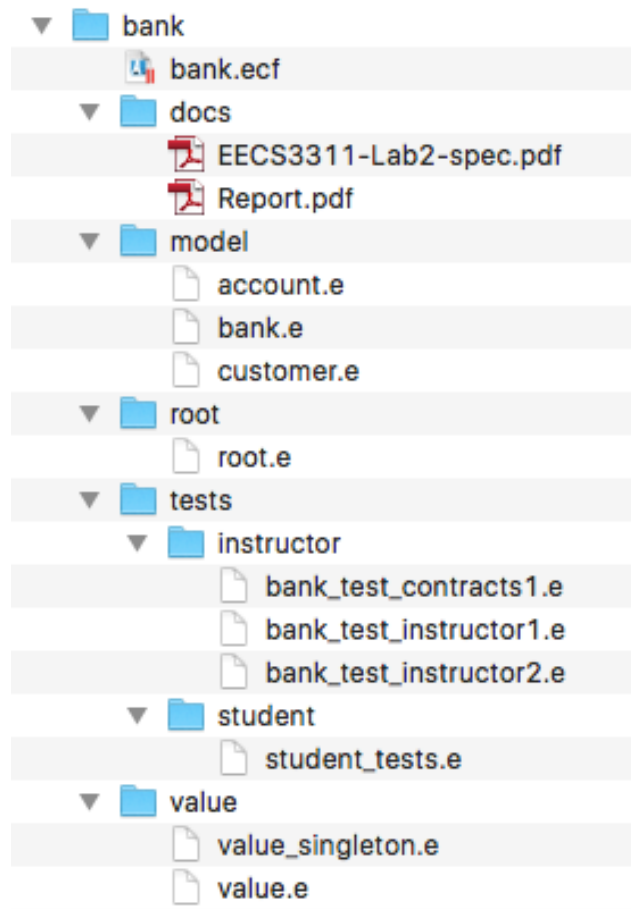 bank
bank.ecf
docs
EECS3311-Lab2-spec.pdf
Report.pdf
model
account.e
bank.e
customer.e
root
root.e
tests
instructor
bank_test_contracts1.e
bank_test_instructor1.e
bank_test_instructor2.e
student
student_tests.e
value
value_singleton.e
value.e